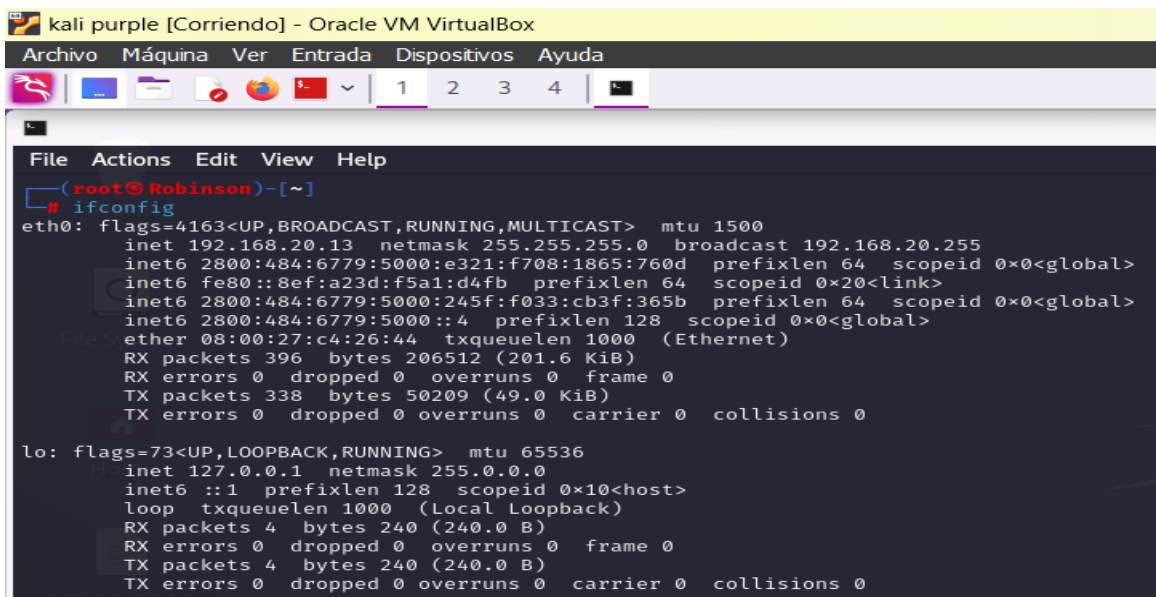 kali purple [Corriendo] - Oracle VM VirtualBox
Archivo Máquina Ver Entrada Dispositivos Ayuda
1 2 3 4
File Actions Edit View Help
(root㉿Robinson)-[~]
# ifconfig
eth0: flags=4163<UP,BROADCAST,RUNNING,MULTICAST> mtu 1500
inet 192.168.20.13 netmask 255.255.255.0 broadcast 192.168.20.255
inet6 2800:484:6779:5000:e321:f708:1865:760d prefixlen 64 scopeid 0×0<global>
inet6 fe80::8ef:a23d:f5a1:d4fb prefixlen 64 scopeid 0×20<link>
inet6 2800:484:6779:5000:245f:f033:cb3f:365b prefixlen 64 scopeid 0×0<global>
inet6 2800:484:6779:5000::4 prefixlen 128 scopeid 0×0<global>
ether 08:00:27:c4:26:44 txqueuelen 1000 (Ethernet)
RX packets 396 bytes 206512 (201.6 KiB)
RX errors 0 dropped 0 overruns 0 frame 0
TX packets 338 bytes 50209 (49.0 KiB)
TX errors 0 dropped 0 overruns 0 carrier 0 collisions 0
lo: flags=73<UP,LOOPBACK,RUNNING> mtu 65536
inet 127.0.0.1 netmask 255.0.0.0
inet6 ::1 prefixlen 128 scopeid 0×10<host>
loop txqueuelen 1000 (Local Loopback)
RX packets 4 bytes 240 (240.0 B)
RX errors 0 dropped 0 overruns 0 frame 0
TX packets 4 bytes 240 (240.0 B)
TX errors 0 dropped 0 overruns 0 carrier 0 collisions 0